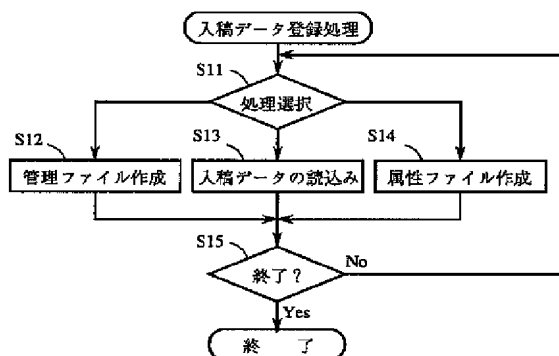 入稿データ登録処理
S11
処理選択
S12
S13
S14
管理ファイル作成
入稿データの読込み
属性ファイル作成
S15
終了？
No
Yes
終 了